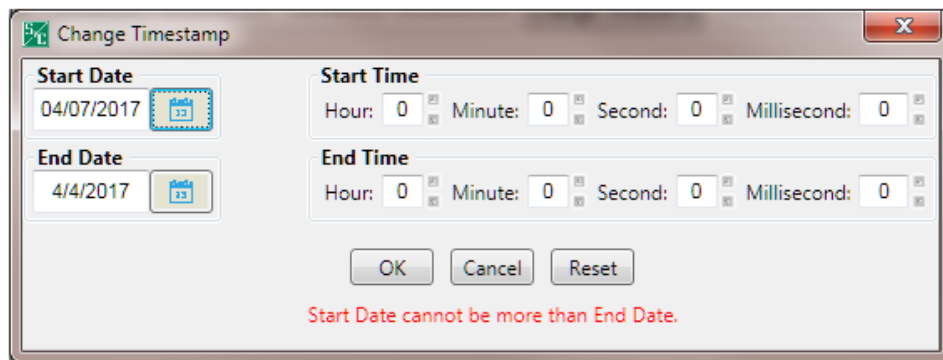 Change Timestamp
Start Date
04/07/2017
Start Time
Hour: 0 Minute: 0 Second: 0 Millisecond: 0
End Date
4/4/2017
End Time
Hour: 0 Minute: 0 Second: 0 Millisecond: 0
OK Cancel Reset
Start Date cannot be more than End Date.